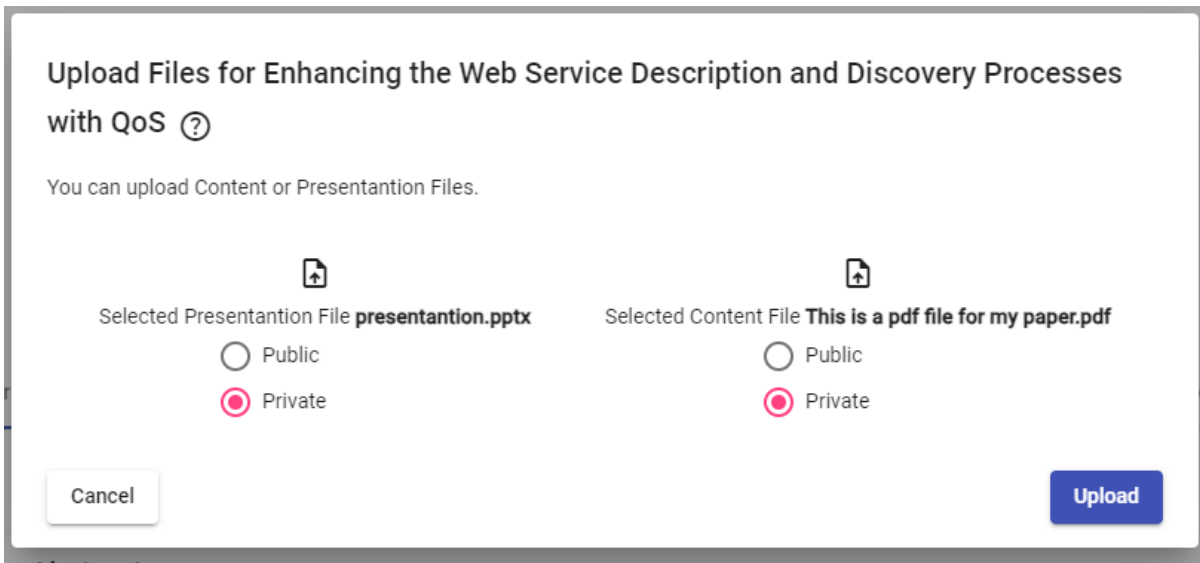 Upload Files for Enhancing the Web Service Description and Discovery Processes
with QoS
You can upload Content or Presentantion Files.
Selected Presentantion File presentantion.pptx
Public
Private
Selected Content File This is a pdf file for my paper.pdf
Public
Private
Cancel
Upload